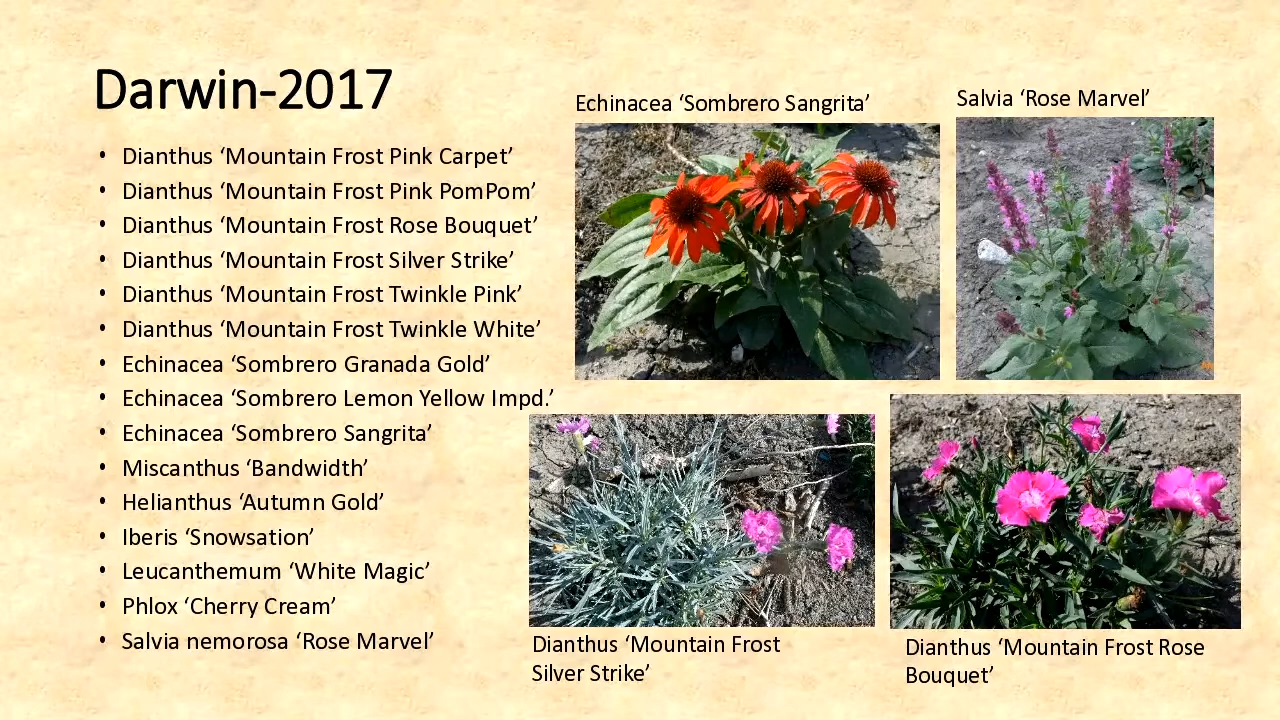 Darwin-2017
• Dianthus ‘Mountain Frost Pink Carpet’
• Dianthus ‘Mountain Frost Pink PomPom’
• Dianthus ‘Mountain Frost Rose Bouquet’
• Dianthus ‘Mountain Frost Silver Strike’
• Dianthus ‘Mountain Frost Twinkle Pink’
• Dianthus ‘Mountain Frost Twinkle White’
• Echinacea ‘Sombrero Granada Gold’
• Echinacea ‘Sombrero Lemon Yellow Impd.’
• Echinacea ‘Sombrero Sangrita’
• Miscanthus ‘Bandwidth’
• Helianthus ‘Autumn Gold’
• Iberis ‘Snowsation’
• Leucanthemum ‘White Magic’
• Phlox ‘Cherry Cream’
• Salvia nemorosa ‘Rose Marvel’
Echinacea ‘Sombrero Sangrita’
Salvia ‘Rose Marvel’
Dianthus ‘Mountain Frost
Silver Strike’
Dianthus ‘Mountain Frost Rose
Bouquet’